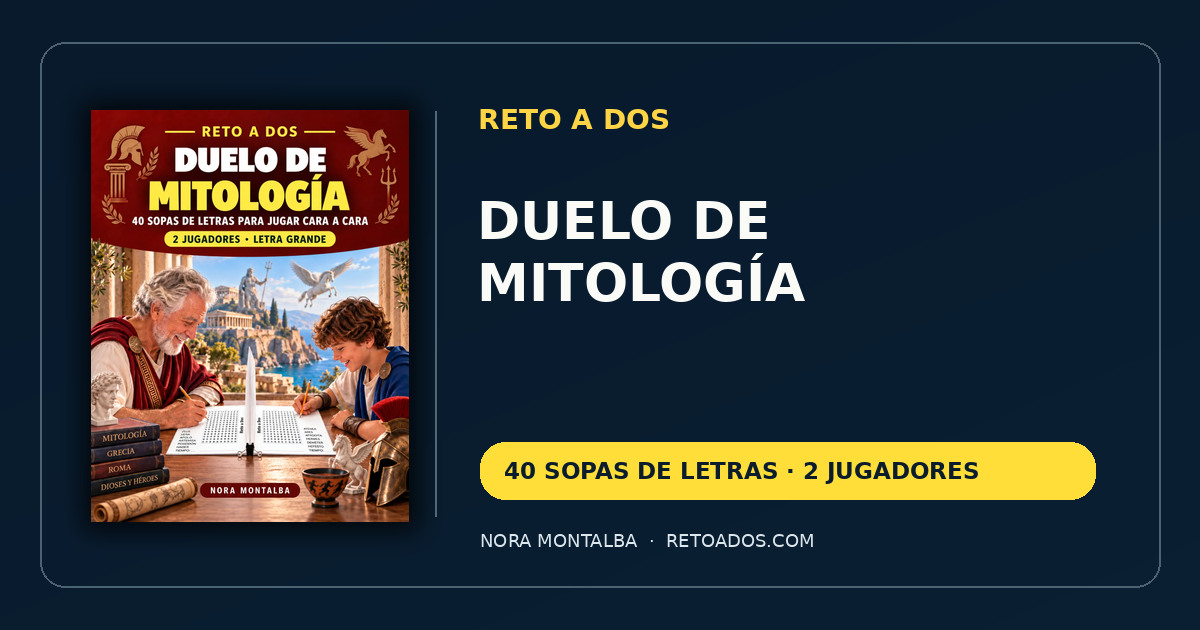 RETO A DOS
DUELO DE
MITOLOGÍA
40 SOPAS DE LETRAS PARA JUGAR CARA A CARA
2 JUGADORES • LETRA GRANDE
MITOLOGÍA
GRECIA
ROMA
DIOSES Y HÉROES
NORA MONTALBA
RETO A DOS
DUELO DE
MITOLOGÍA
40 SOPAS DE LETRAS · 2 JUGADORES
NORA MONTALBA · RETOADOS.COM